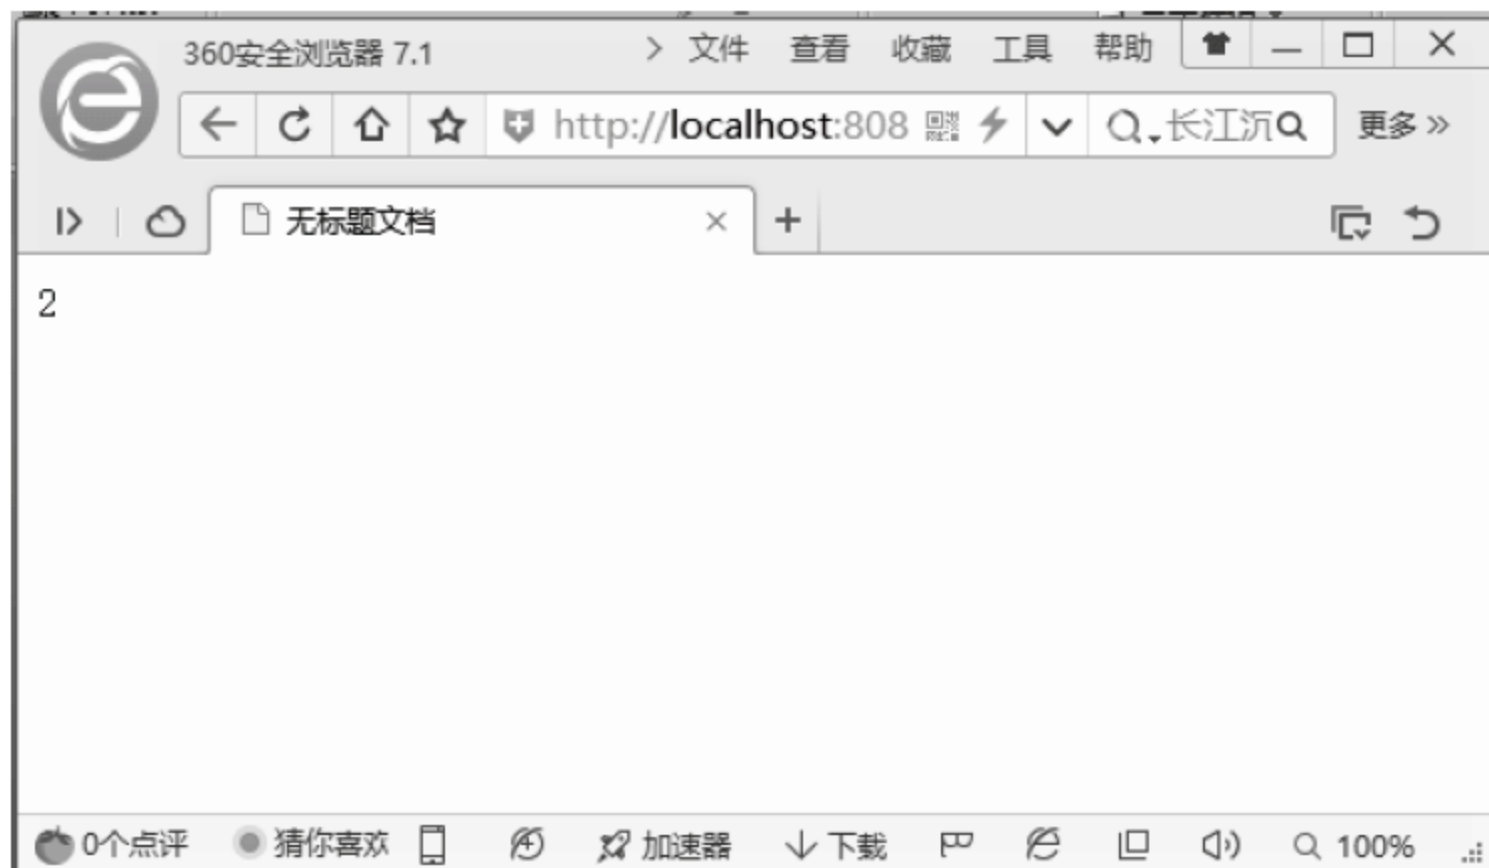 360安全浏览器 7.1
文件 查看 收藏 工具 帮助
http://localhost:808 长江沉 更多
无标题文档
2
0个点评 猜你喜欢 加速器 下载 100%